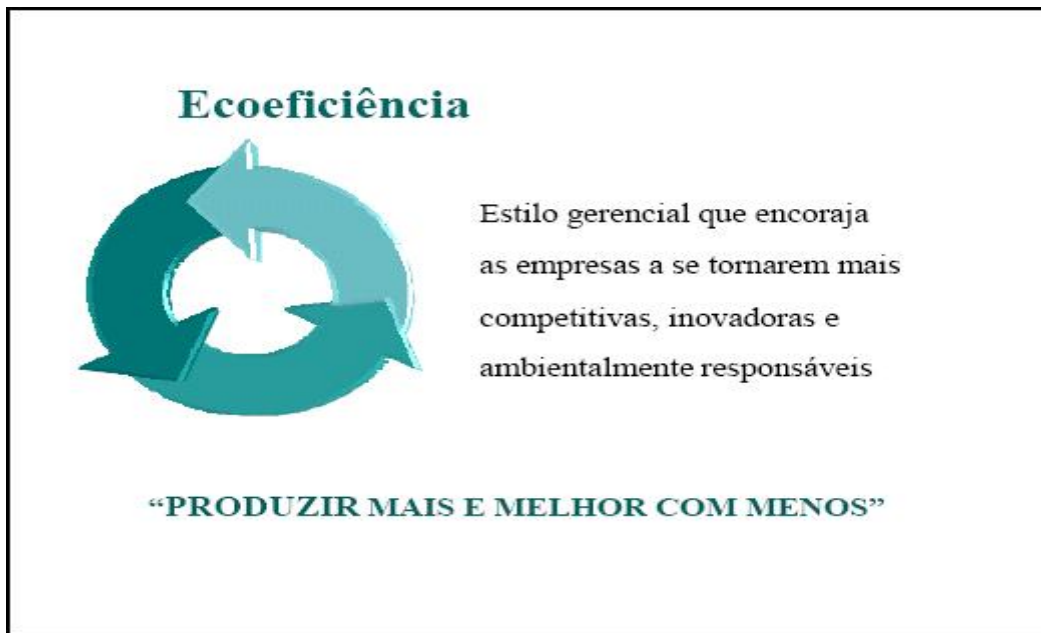 Ecoeficiência
Estilo gerencial que encoraja
as empresas a se tornarem mais
competitivas, inovadoras e
ambientalmente responsáveis
“PRODUZIR MAIS E MELHOR COM MENOS”